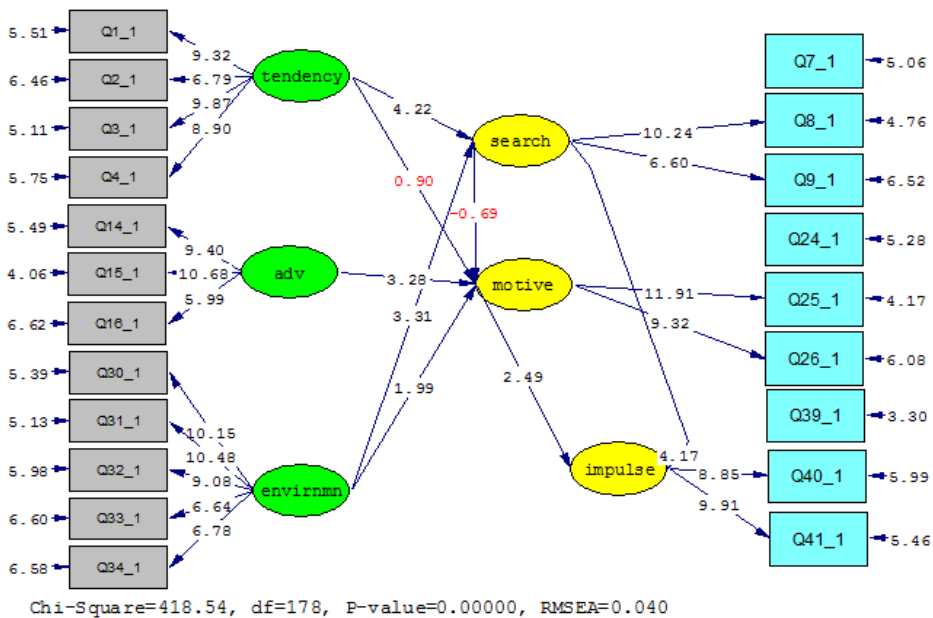 5.51 Q1_1
9.32
6.46 Q2_1
6.79
tendency
5.11 Q3_1
9.87
5.75 Q4_1
8.90
5.49 Q14_1
9.40
4.06 Q15_1
10.68
adv
6.62 Q16_1
5.99
5.39 Q30_1
10.15
5.13 Q31_1
10.48
5.98 Q32_1
9.08
envirnmn
6.60 Q33_1
6.64
6.58 Q34_1
6.78
4.22
0.90
-0.69
3.28
3.31
1.99
search
motive
2.49
impulse
4.17
10.24
6.60
11.91
9.32
8.85
9.91
Q7_1 5.06
Q8_1 4.76
Q9_1 6.52
Q24_1 5.28
Q25_1 4.17
Q26_1 6.08
Q39_1 3.30
Q40_1 5.99
Q41_1 5.46
Chi-Square=418.54, df=178, P-value=0.00000, RMSEA=0.040